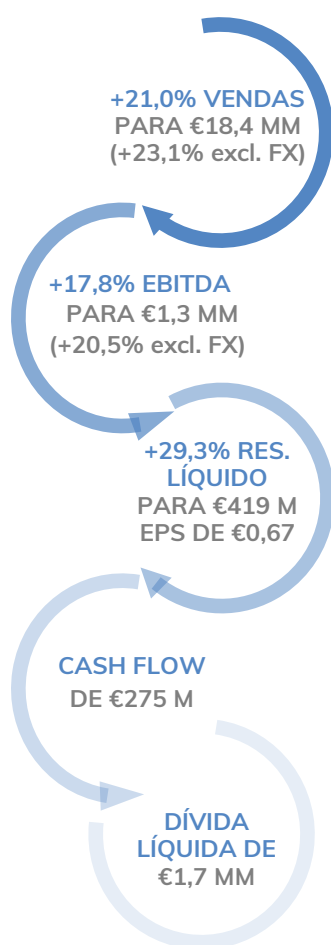 +21,0% VENDAS
PARA €18,4 MM
(+23,1% excl. FX)
+17,8% EBITDA
PARA €1,3 MM
(+20,5% excl. FX)
+29,3% RES.
LÍQUIDO
PARA €419 M
EPS DE €0,67
CASH FLOW
DE €275 M
DÍVIDA
LÍQUIDA DE
€1,7 MM